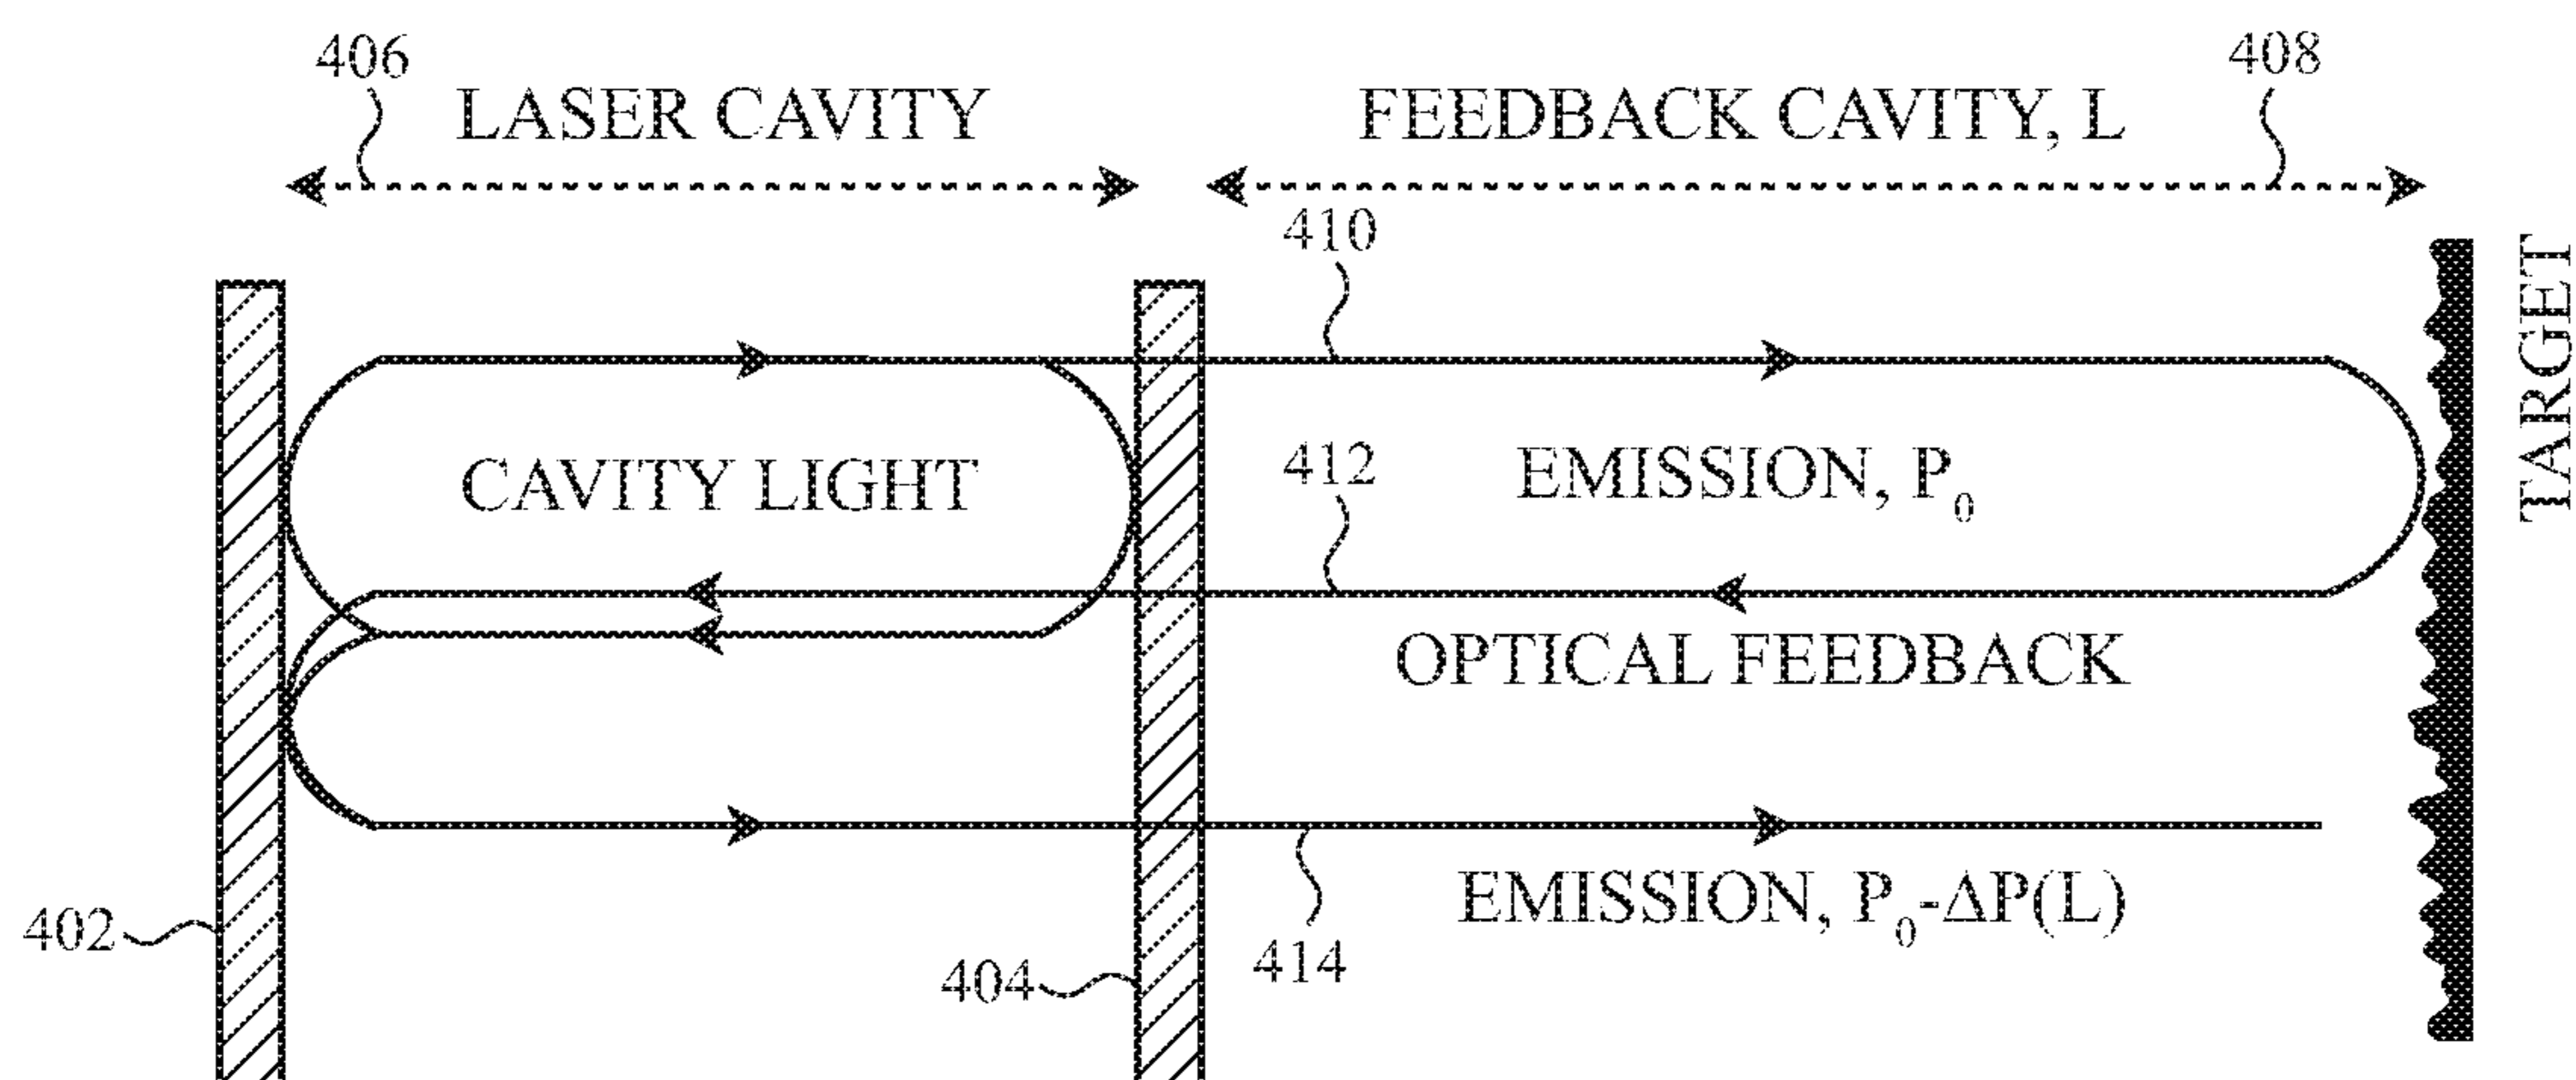 406
408
LASER CAVITY
FEEDBACK CAVITY, L
410
TARGET
CAVITY LIGHT
412
EMISSION, P₀
OPTICAL FEEDBACK
402
404
414
EMISSION, P₀-ΔP(L)